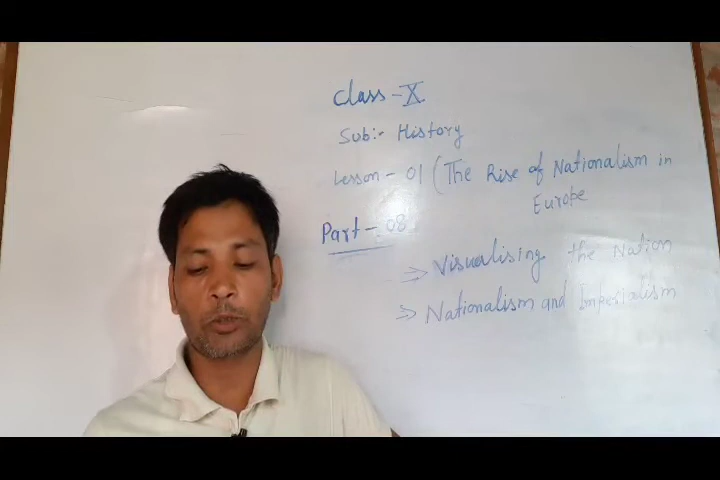 Class - X
Sub:- History
Lesson - 01 (The Rise of Nationalism in
Europe
Part - 08
⇒ Visualising the Nation
⇒ Nationalism and Imperialism